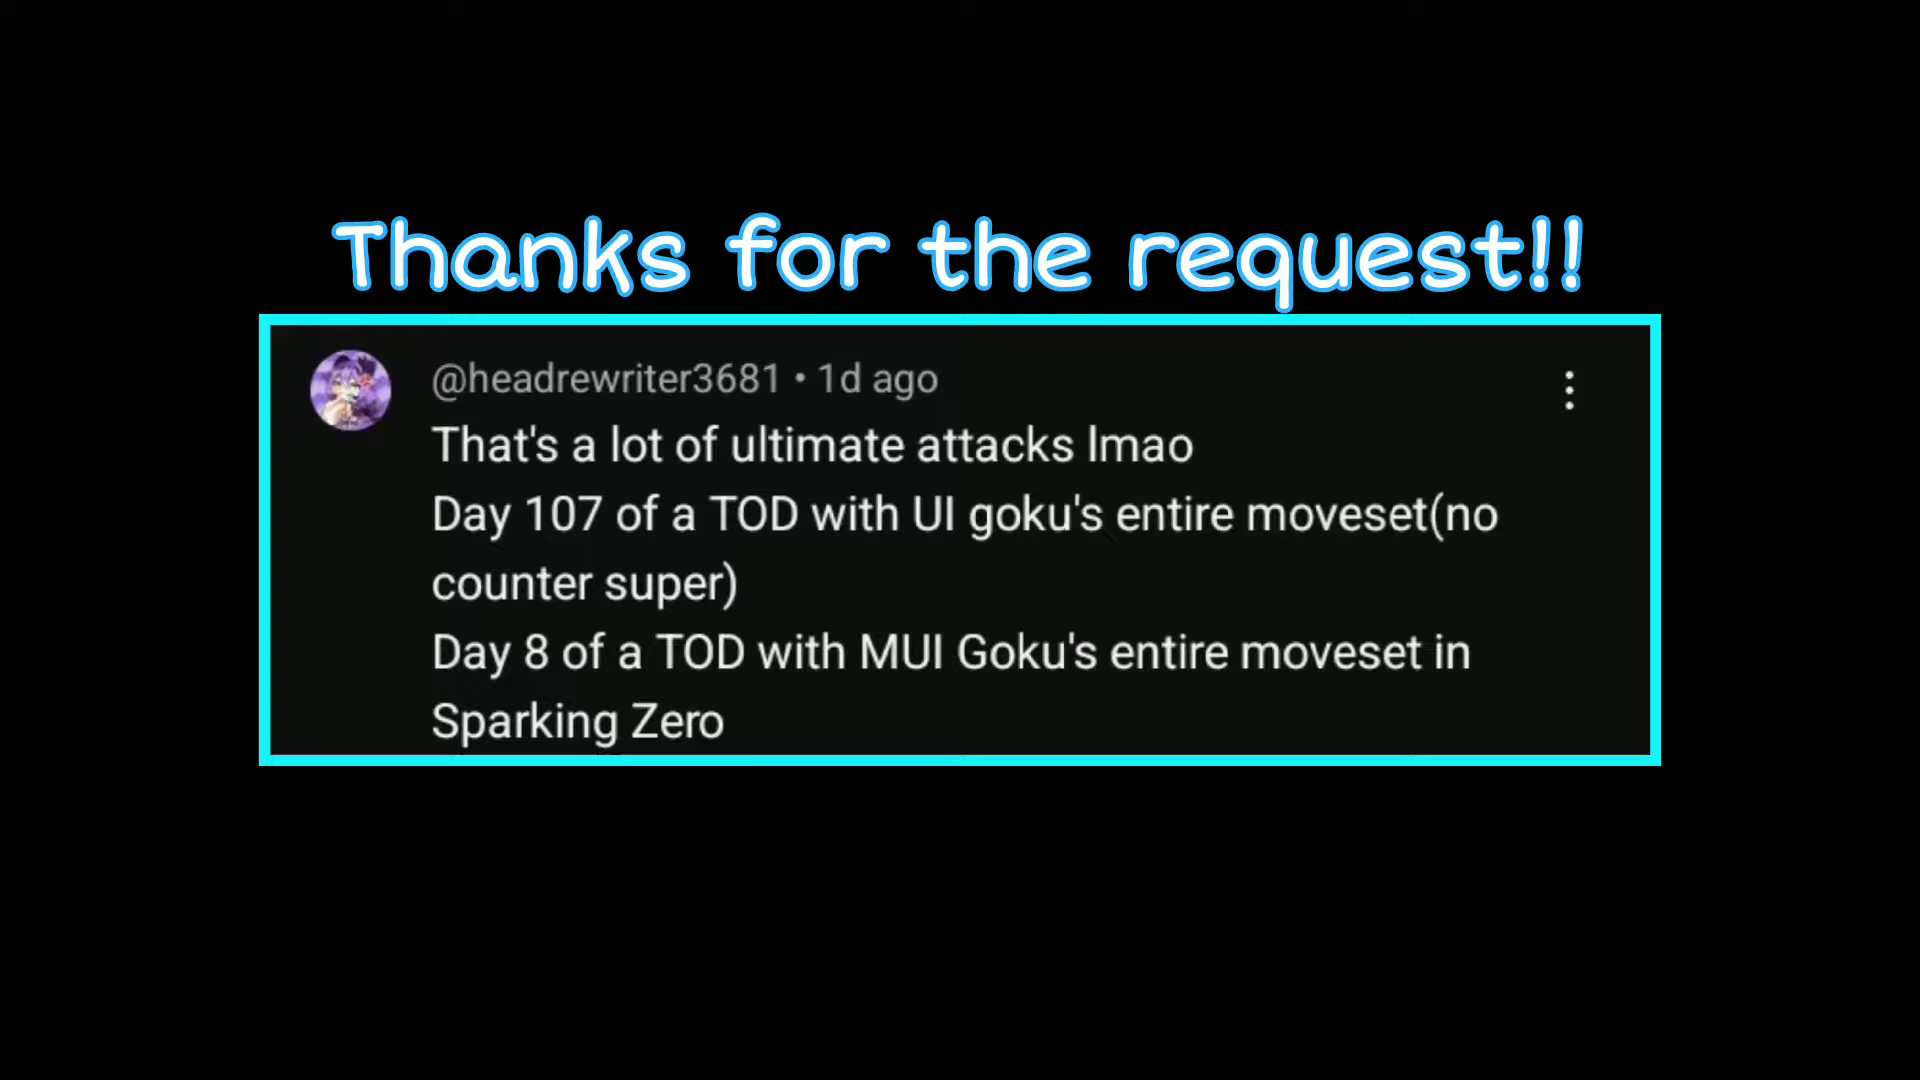 Thanks for the request!!
@headrewriter3681 • 1d ago
That's a lot of ultimate attacks lmao
Day 107 of a TOD with UI goku's entire moveset(no
counter super)
Day 8 of a TOD with MUI Goku's entire moveset in
Sparking Zero